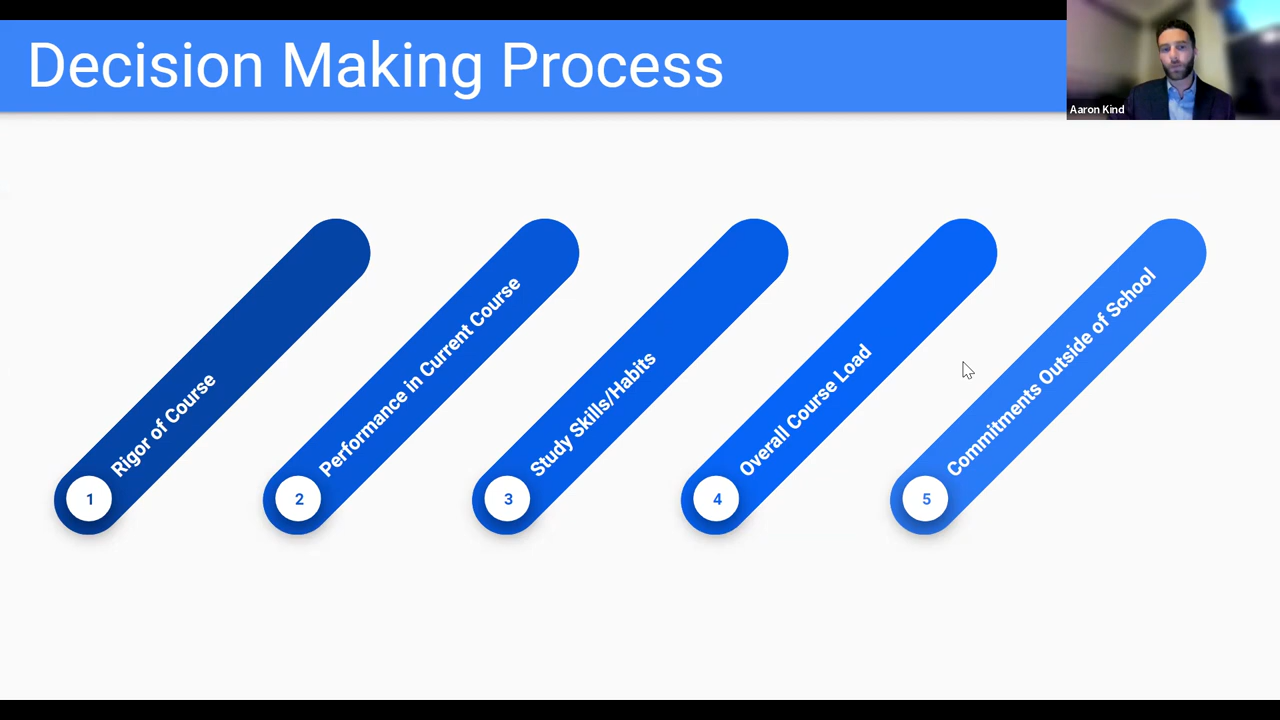 Decision Making Process
Aaron Kind
1
Rigor of Course
2
Performance in Current Course
3
Study Skills/Habits
4
Overall Course Load
5
Commitments Outside of School